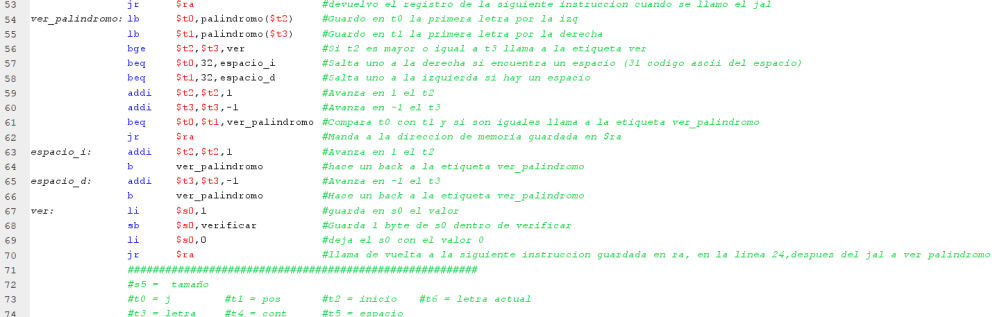 53 jr $ra #devuelvo el registro de la siguiente instruccion cuando se llamo el jal
54 ver_palindromo: lb $t0,palindromo($t2) #Guardo en t0 la primera letra por la izq
55 lb $t1,palindromo($t3) #Guardo en t1 la primera letra por la derecha
56 bge $t2,$t3,ver #Si t2 es mayor o igual a t3 llama a la etiqueta ver
57 beq $t0,32,espacio_i #Salta uno a la derecha si encuentra un espacio (31 codigo ascii del espacio)
58 beq $t1,32,espacio_d #Salta uno a la izquierda si hay un espacio
59 addi $t2,$t2,1 #Avanza en 1 el t2
60 addi $t3,$t3,-1 #Avanza en -1 el t3
61 beq $t0,$t1,ver_palindromo #Compara t0 con t1 y si son iguales llama a la etiqueta ver_palindromo
62 jr $ra #Manda a la direccion de memoria guardada en $ra
63 espacio_i: addi $t2,$t2,1 #Avanza en 1 el t2
64 b ver_palindromo #hace un back a la etiqueta ver_palindromo
65 espacio_d: addi $t3,$t3,-1 #Avanza en -1 el t3
66 b ver_palindromo #Hace un back a la etiqueta ver_palindromo
67 ver: li $s0,1 #guarda en s0 el valor
68 sb $s0,verificar #Guarda 1 byte de s0 dentro de verificar
69 li $s0,0 #deja el s0 con el valor 0
70 jr $ra #llama de vuelta a la siguiente instruccion guardada en ra, en la linea 24,despues del jal a ver palindromo
71 ########################################################
72 #s5 = tamaño
73 #t0 = j #t1 = pos #t2 = inicio #t6 = letra actual
74 #t3 = letra #t4 = cont #t5 = espacio